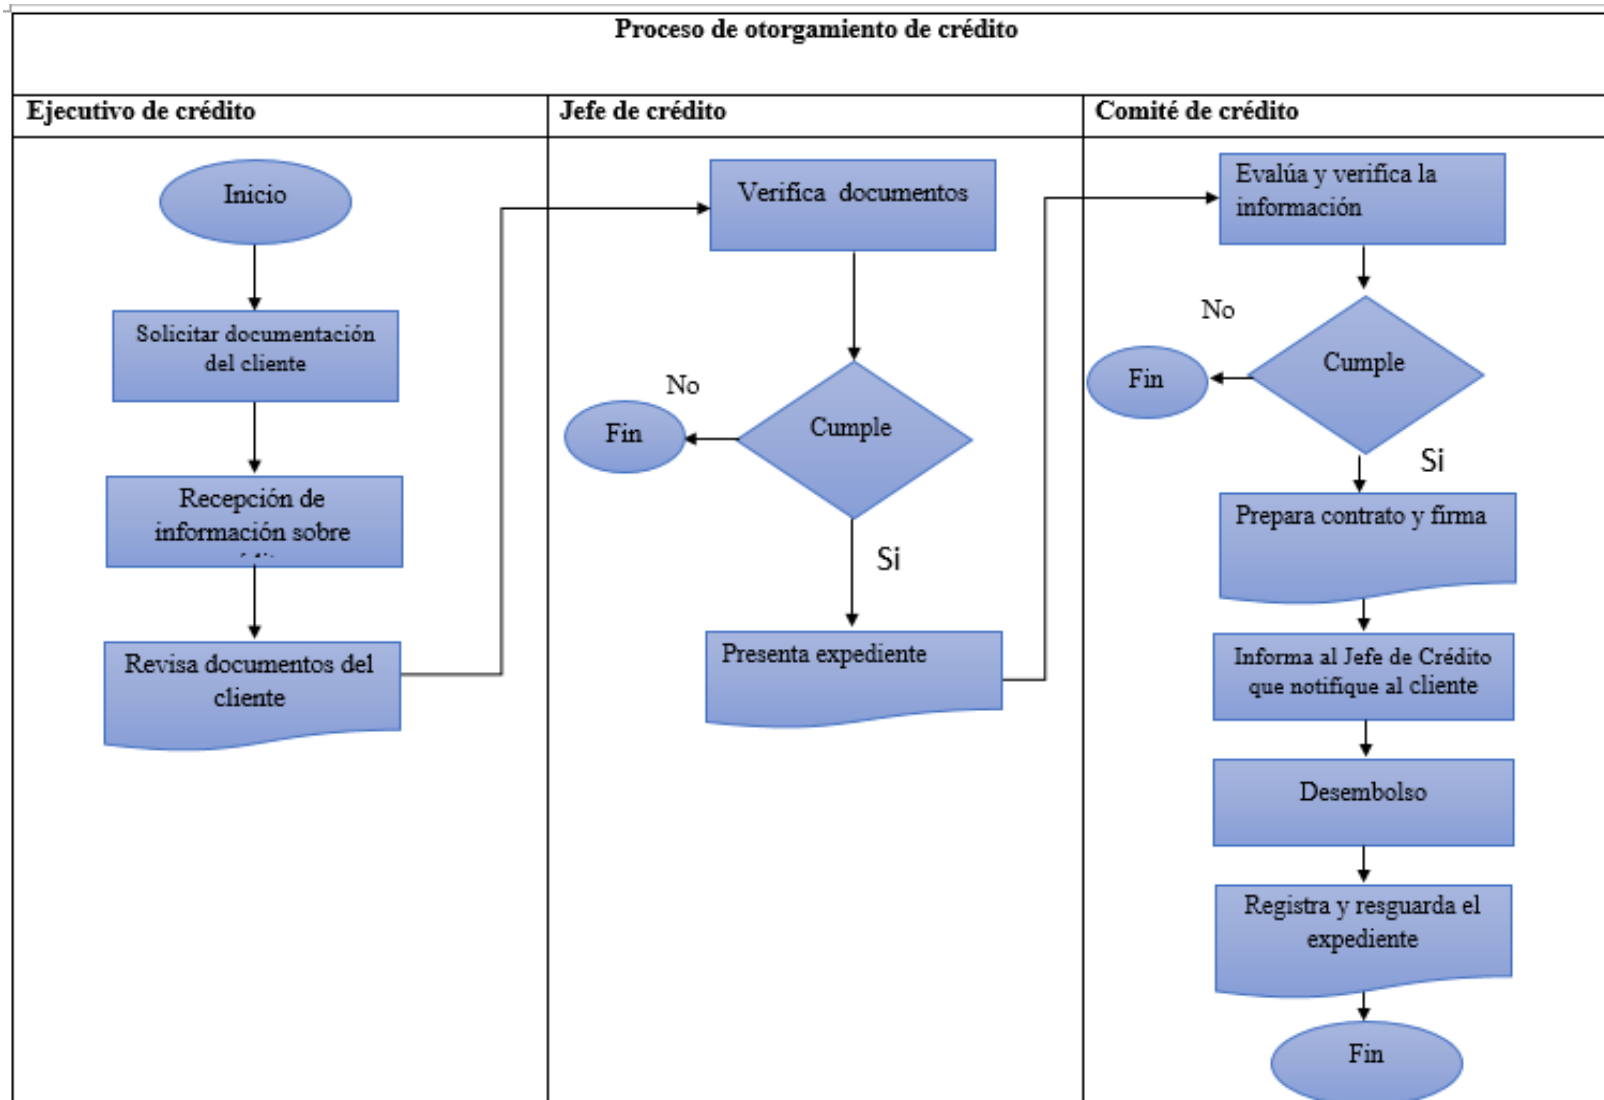 Proceso de otorgamiento de crédito
Ejecutivo de crédito
Jefe de crédito
Comité de crédito
Inicio
Solicitar documentación
del cliente
Recepción de
información sobre
Revisa documentos del
cliente
Verifica documentos
No
Fin
Cumple
Si
Presenta expediente
Evalúa y verifica la
información
No
Fin
Cumple
Si
Prepara contrato y firma
Informa al Jefe de Crédito
que notifique al cliente
Desembolso
Registra y resguarda el
expediente
Fin